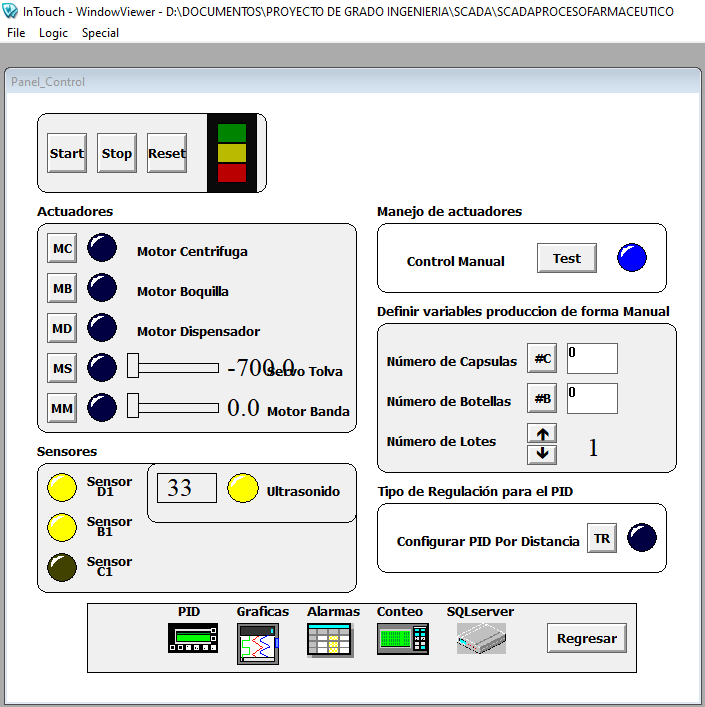 InTouch - WindowViewer - D:\DOCUMENTOS\PROYECTO DE GRADO INGENIERIA\SCADA\SCADAPROCESOFARMACEUTICO
File Logic Special
Panel_Control
Start Stop Reset
Actuadores
MC Motor Centrifuga
MB Motor Boquilla
MD Motor Dispensador
MS -700.0 Servo Tolva
MM 0.0 Motor Banda
Manejo de actuadores
Control Manual Test
Definir variables produccion de forma Manual
Número de Capsulas #C 0
Número de Botellas #B 0
Número de Lotes 1
Sensores
Sensor
D1
33 Ultrasonido
Sensor
B1
Sensor
C1
Tipo de Regulación para el PID
Configurar PID Por Distancia TR
PID Graficas Alarmas Conteo SQLserver
Regresar